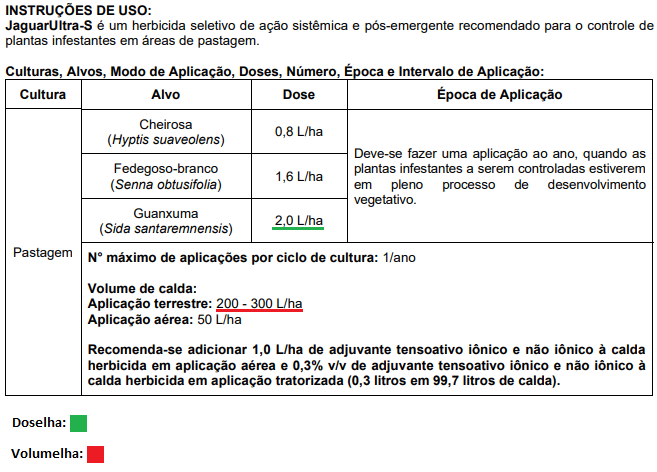 INSTRUÇÕES DE USO:
JaguarUltra-S é um herbicida seletivo de ação sistêmica e pós-emergente recomendado para o controle de
plantas infestantes em áreas de pastagem.
Culturas, Alvos, Modo de Aplicação, Doses, Número, Época e Intervalo de Aplicação:
Cultura Alvo Dose Época de Aplicação
Pastagem
Cheirosa
(Hyptis suaveolens)
0,8 L/ha
Fedegoso-branco
(Senna obtusifolia)
1,6 L/ha
Guanxuma
(Sida santaremnensis)
2,0 L/ha
Deve-se fazer uma aplicação ao ano, quando as
plantas infestantes a serem controladas estiverem
em pleno processo de desenvolvimento
vegetativo.
N° máximo de aplicações por ciclo de cultura: 1/ano
Volume de calda:
Aplicação terrestre: 200 - 300 L/ha
Aplicação aérea: 50 L/ha
Recomenda-se adicionar 1,0 L/ha de adjuvante tensoativo iônico e não iônico à calda
herbicida em aplicação aérea e 0,3% v/v de adjuvante tensoativo iônico e não iônico à
calda herbicida em aplicação tratorizada (0,3 litros em 99,7 litros de calda).
Doselha:
Volumelha: